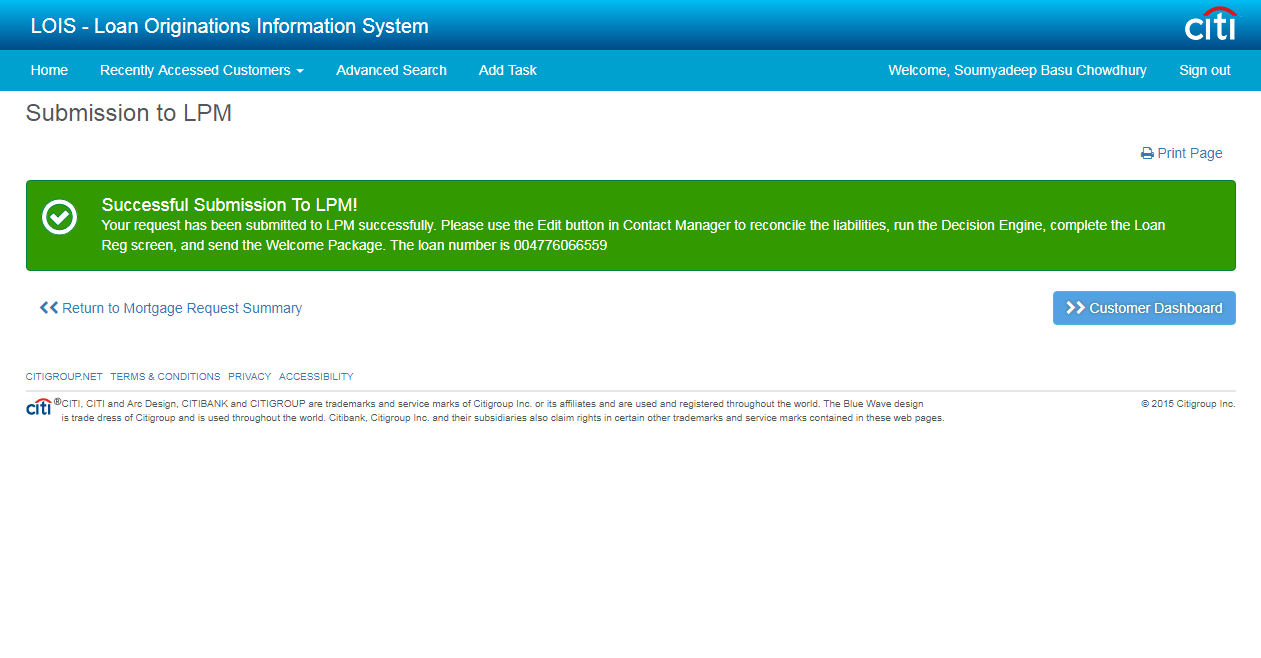 LOIS - Loan Originations Information System
citi
Home Recently Accessed Customers Advanced Search Add Task Welcome, Soumyadeep Basu Chowdhury Sign out
Submission to LPM
Print Page
Successful Submission To LPM!
Your request has been submitted to LPM successfully. Please use the Edit button in Contact Manager to reconcile the liabilities, run the Decision Engine, complete the Loan
Reg screen, and send the Welcome Package. The loan number is 004776066559
Return to Mortgage Request Summary
Customer Dashboard
CITIGROUP.NET TERMS & CONDITIONS PRIVACY ACCESSIBILITY
citi ®CITI, CITI and Arc Design, CITIBANK and CITIGROUP are trademarks and service marks of Citigroup Inc. or its affiliates and are used and registered throughout the world. The Blue Wave design © 2015 Citigroup Inc.
is trade dress of Citigroup and is used throughout the world. Citibank, Citigroup Inc. and their subsidiaries also claim rights in certain other trademarks and service marks contained in these web pages.